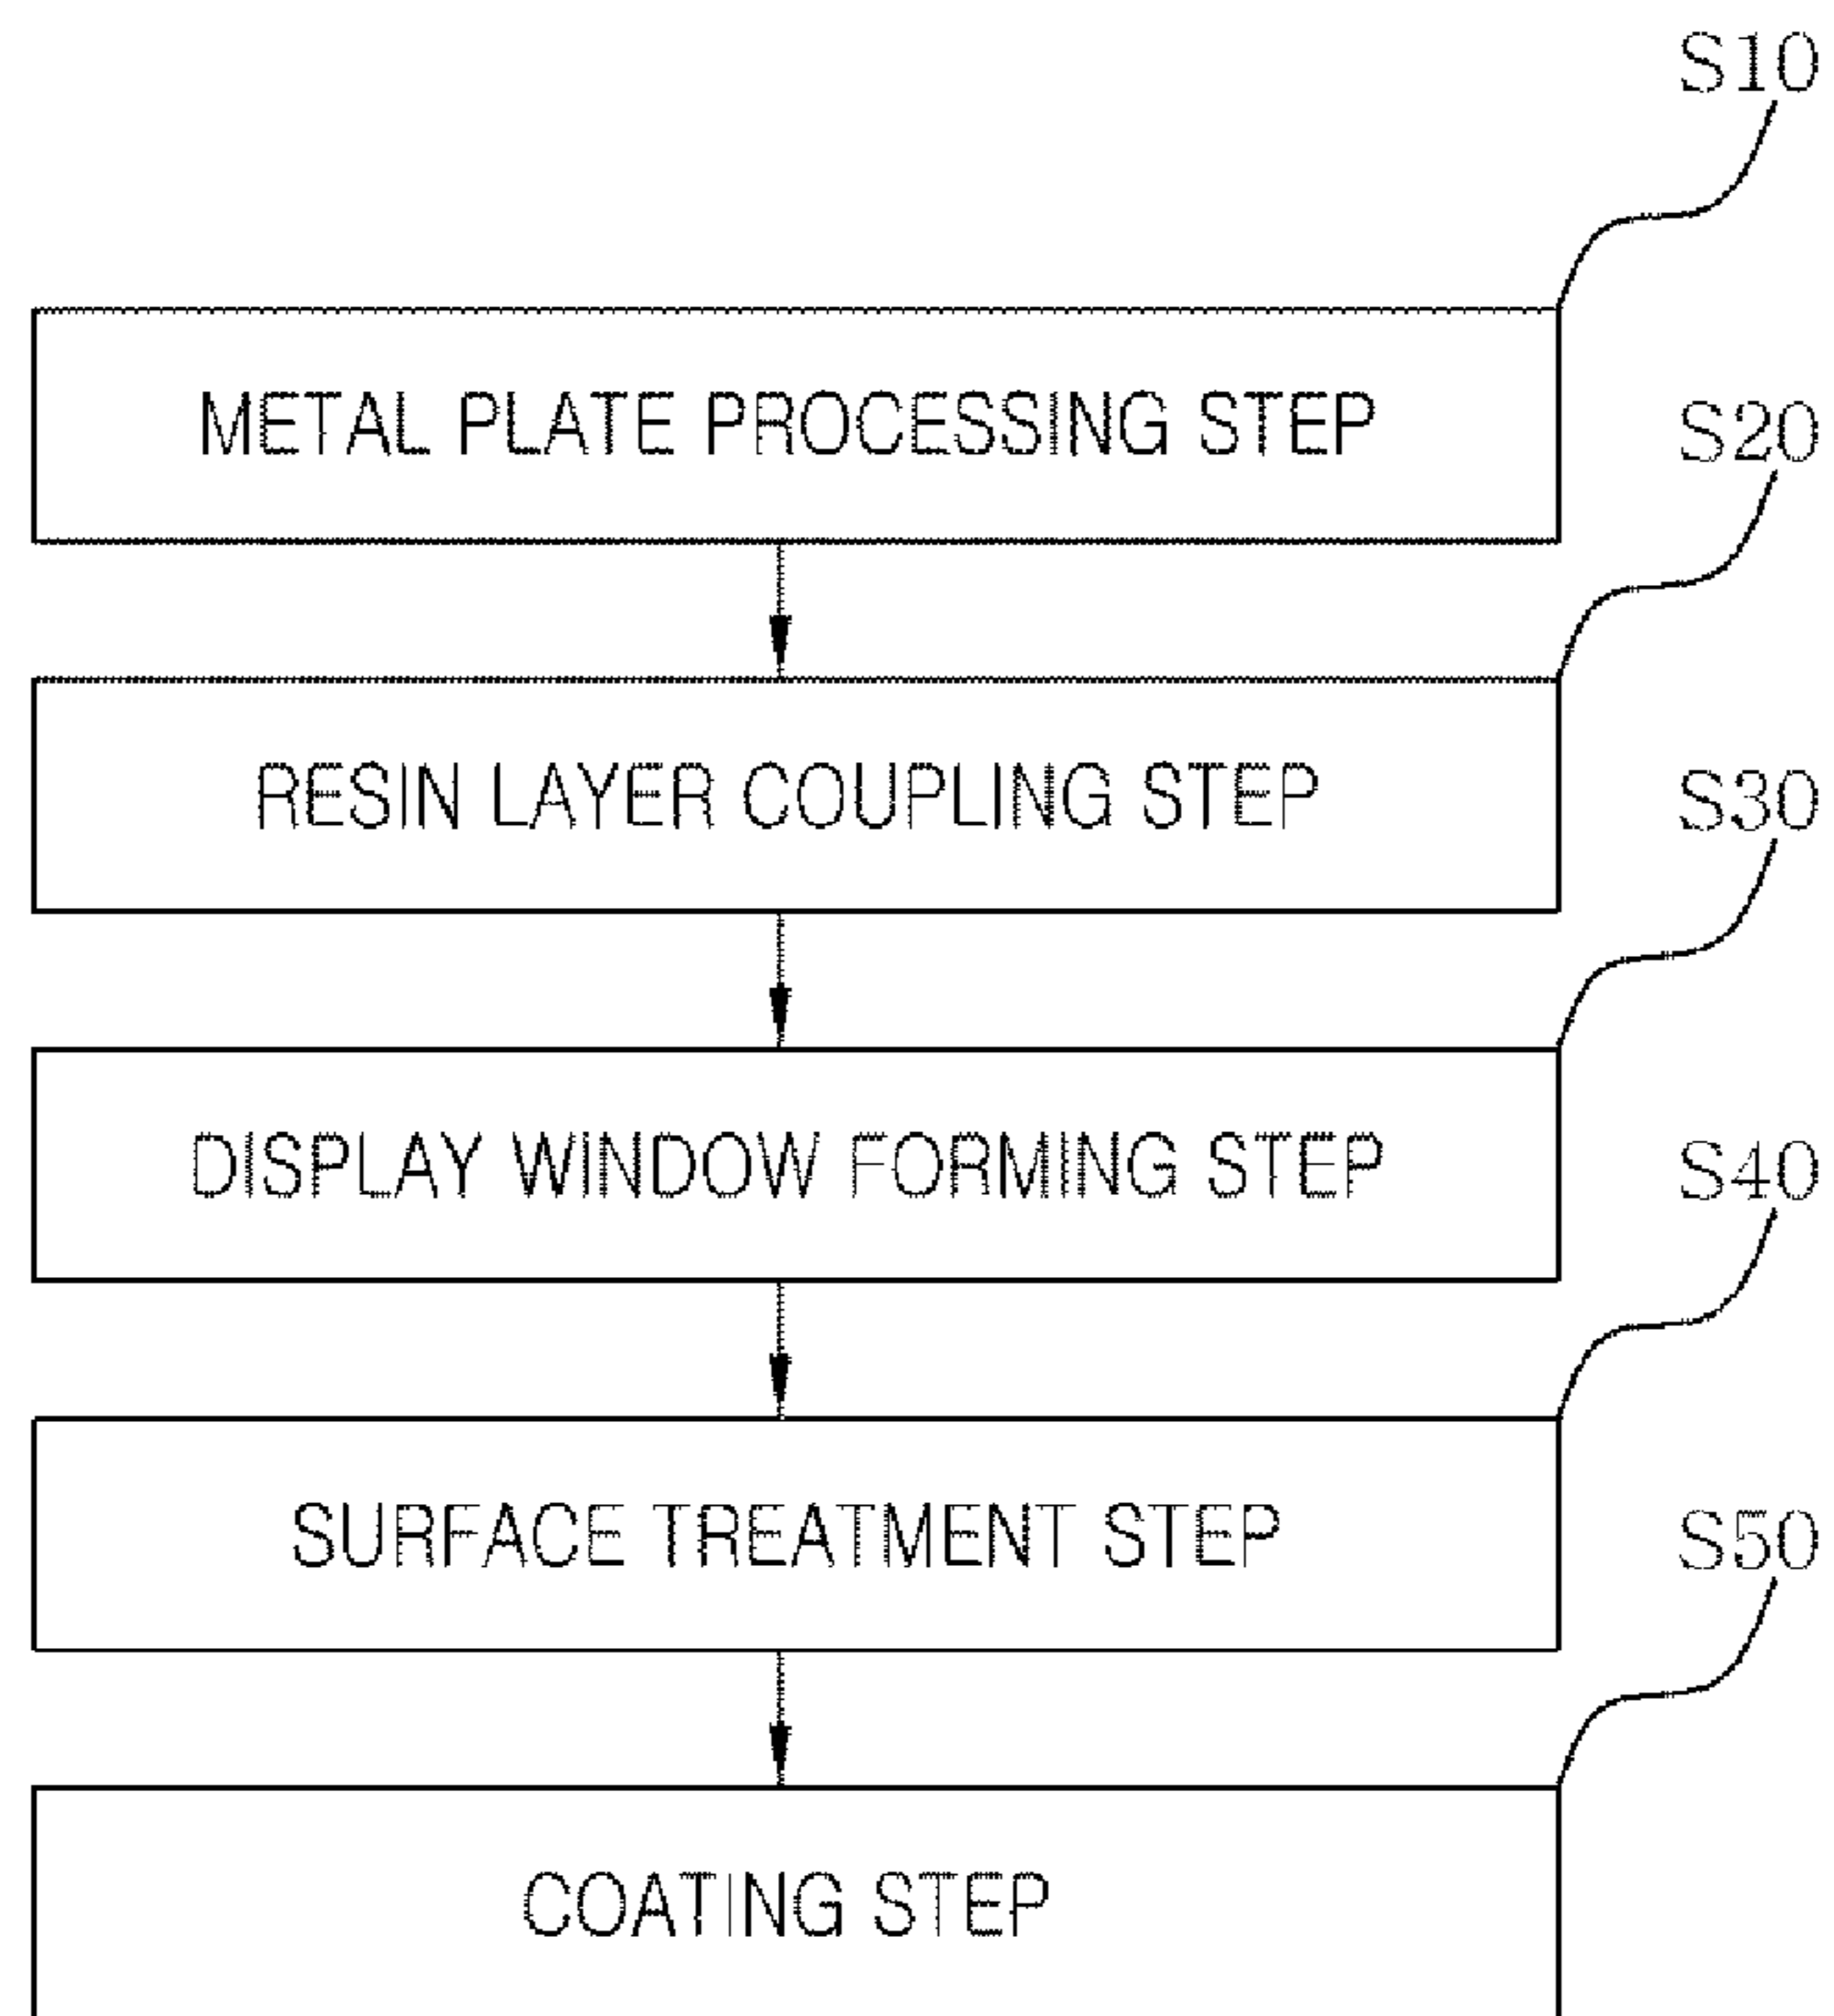 S10
METAL PLATE PROCESSING STEP
S20
RESIN LAYER COUPLING STEP
S30
DISPLAY WINDOW FORMING STEP
S40
SURFACE TREATMENT STEP
S50
COATING STEP